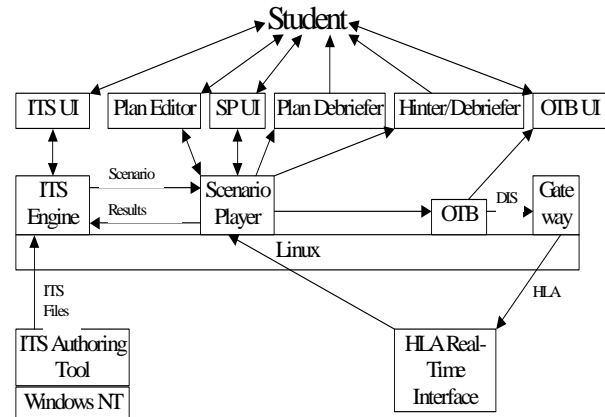 Student
ITS UI
Plan Editor
SP UI
Plan Debriefer
Hinter/Debriefer
OTB UI
ITS
Engine
Scenario
Results
Scenario
Player
OTB
DIS
Gate
way
Linux
ITS
Files
HLA
ITS Authoring
Tool
Windows NT
HLA Real-
Time
Interface